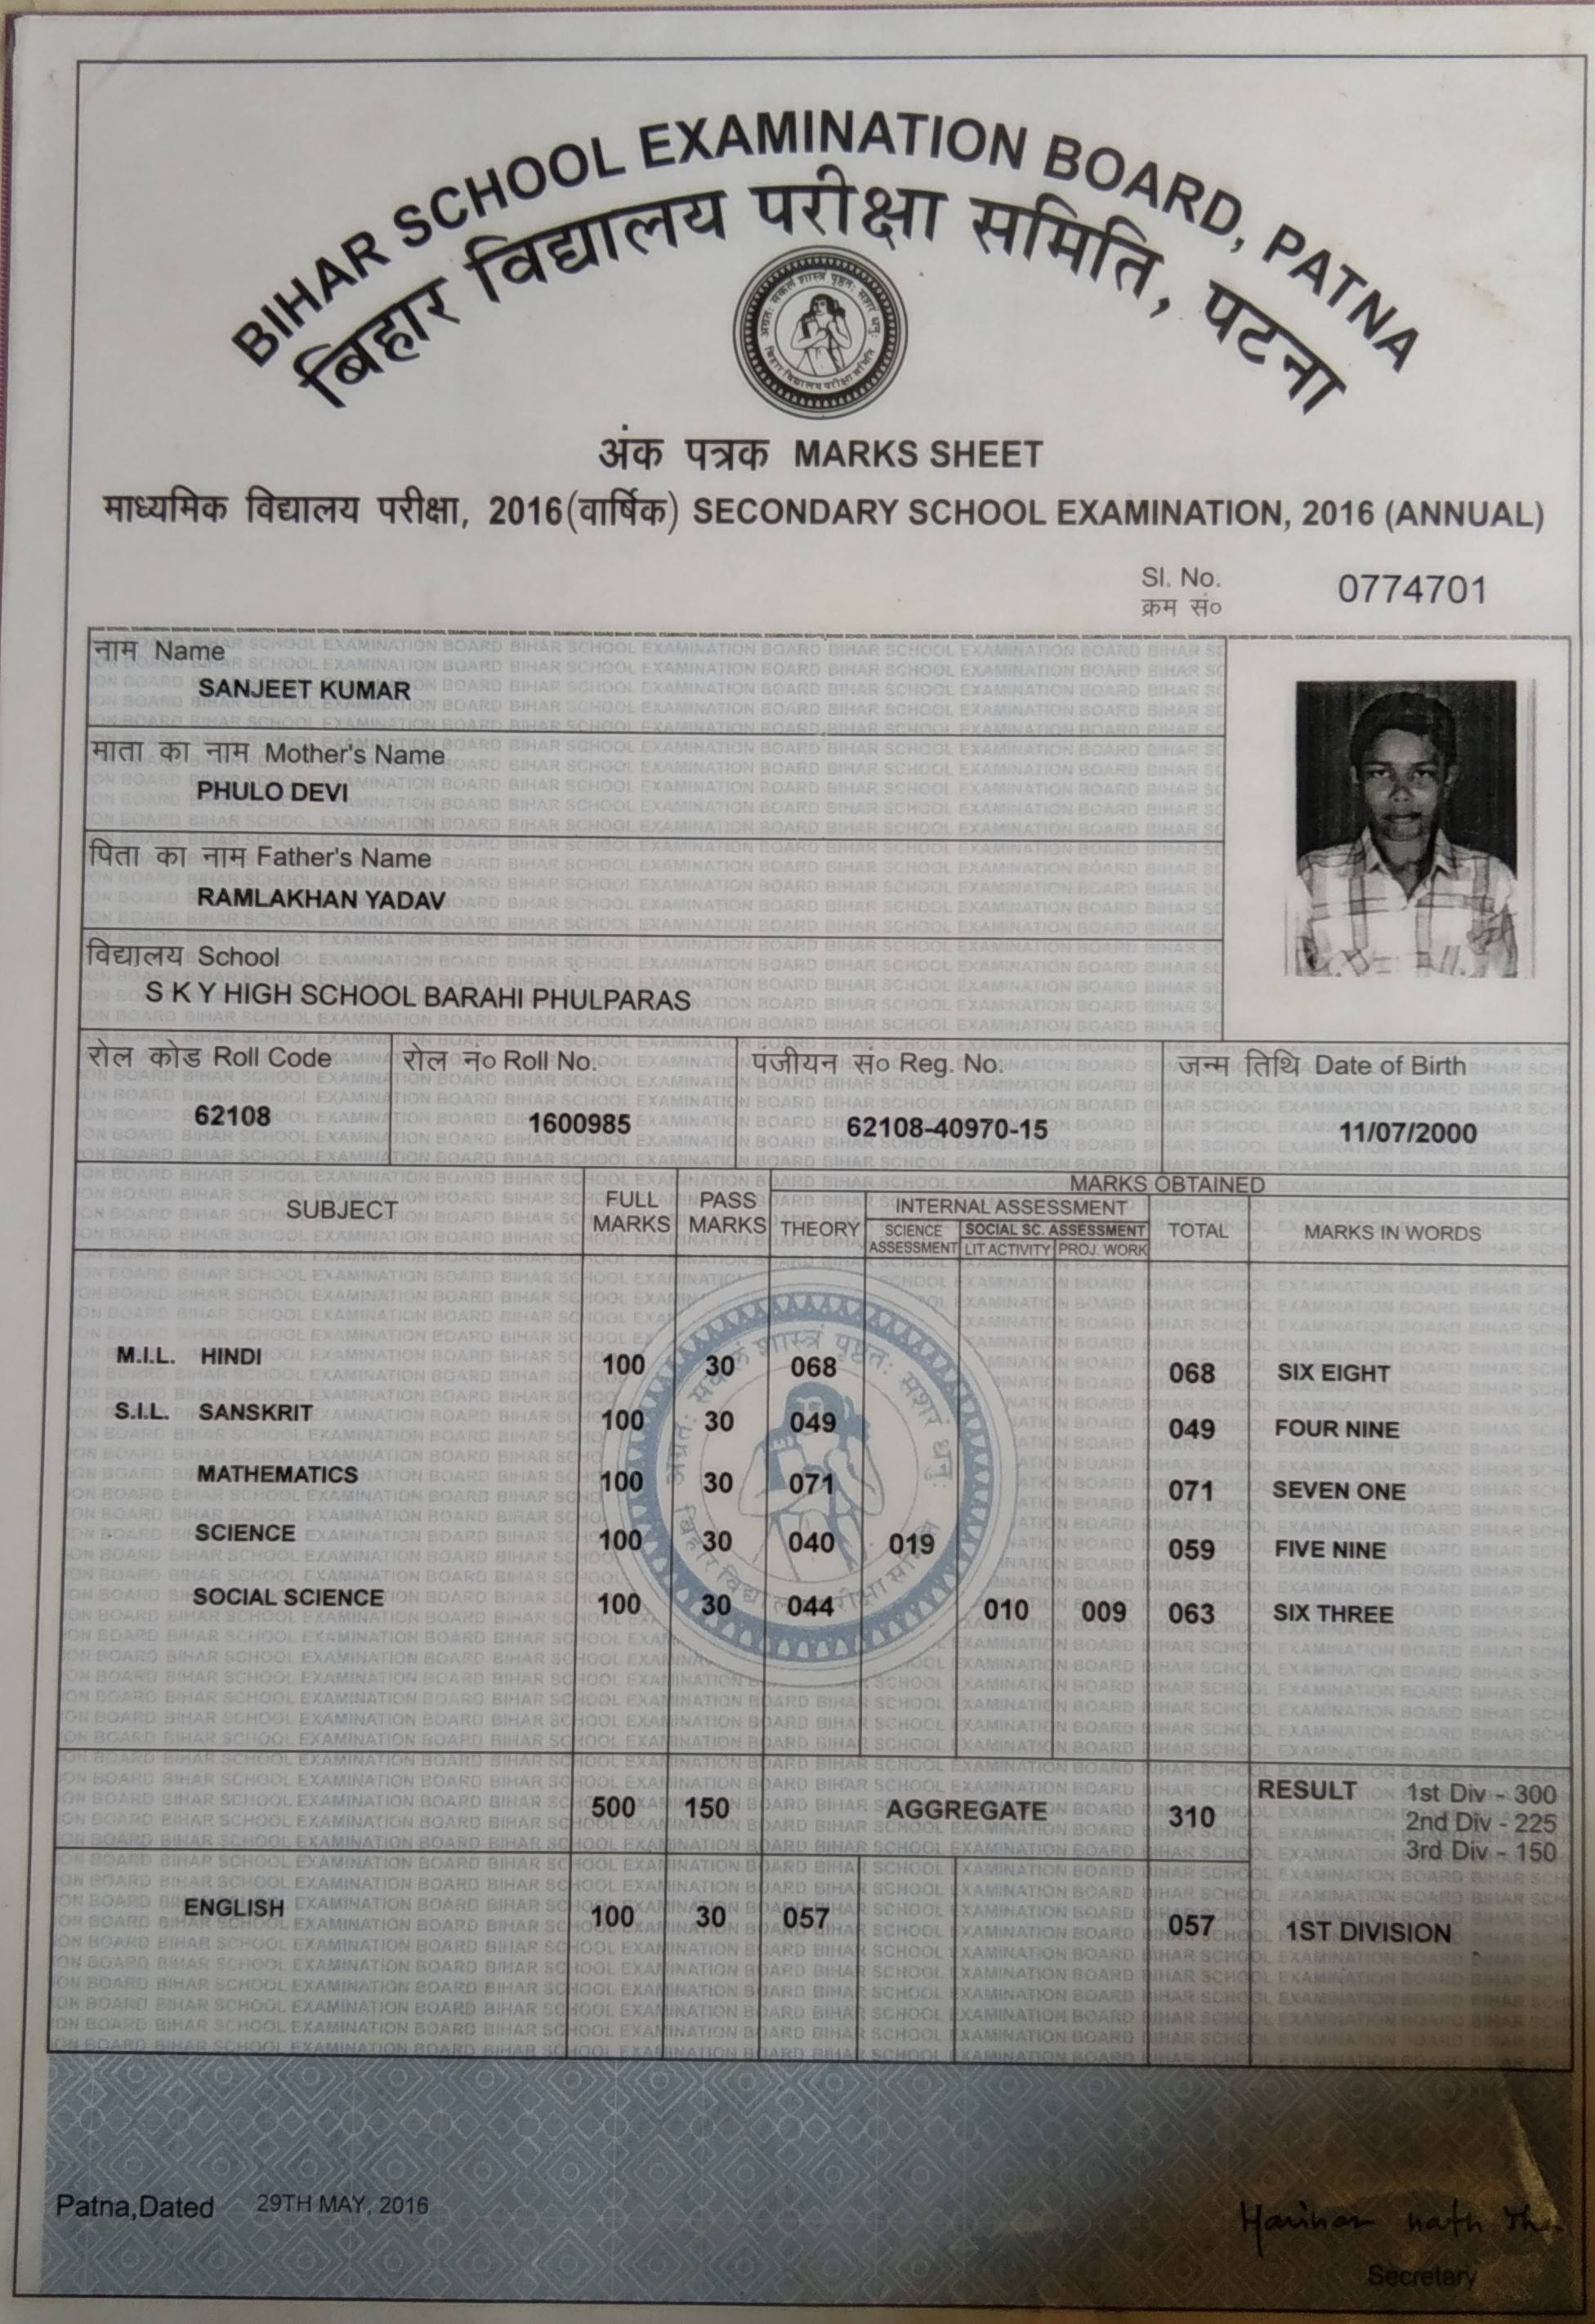 BIHAR SCHOOL EXAMINATION BOARD, PATNA
बिहार विद्यालय परीक्षा समिति, पटना
अंक पत्रक MARKS SHEET
माध्यमिक विद्यालय परीक्षा, 2016(वार्षिक) SECONDARY SCHOOL EXAMINATION, 2016 (ANNUAL)
Sl. No. 0774701
क्रम सं०
नाम Name
SANJEET KUMAR
माता का नाम Mother's Name
PHULO DEVI
पिता का नाम Father's Name
RAMLAKHAN YADAV
विद्यालय School
S K Y HIGH SCHOOL BARAHI PHULPARAS
रोल कोड Roll Code रोल नं० Roll No. पंजीयन सं० Reg. No. जन्म तिथि Date of Birth
62108 1600985 62108-40970-15 11/07/2000
MARKS OBTAINED
SUBJECT FULL MARKS PASS MARKS THEORY INTERNAL ASSESSMENT TOTAL MARKS IN WORDS
SCIENCE ASSESSMENT SOCIAL SC. ASSESSMENT
LIT ACTIVITY PROJ. WORK
M.I.L. HINDI 100 30 068 068 SIX EIGHT
S.I.L. SANSKRIT 100 30 049 049 FOUR NINE
MATHEMATICS 100 30 071 071 SEVEN ONE
SCIENCE 100 30 040 019 059 FIVE NINE
SOCIAL SCIENCE 100 30 044 010 009 063 SIX THREE
500 150 AGGREGATE 310 RESULT 1st Div - 300
2nd Div - 225
3rd Div - 150
ENGLISH 100 30 057 057 1ST DIVISION
Patna,Dated 29TH MAY, 2016
Harihar nath Jha
Secretary